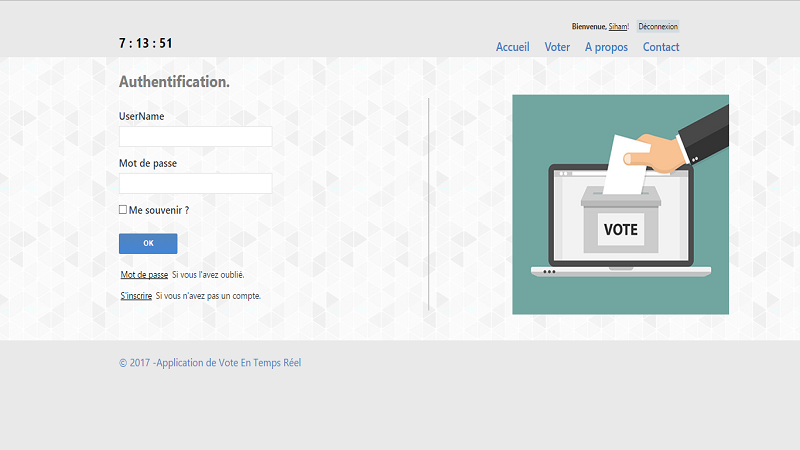 Bienvenue, Siham! Déconnexion
7 : 13 : 51
Accueil Voter A propos Contact
Authentification.
UserName
Mot de passe
Me souvenir ?
OK
Mot de passe Si vous l'avez oublié.
S'inscrire Si vous n'avez pas un compte.
VOTE
© 2017 -Application de Vote En Temps Réel